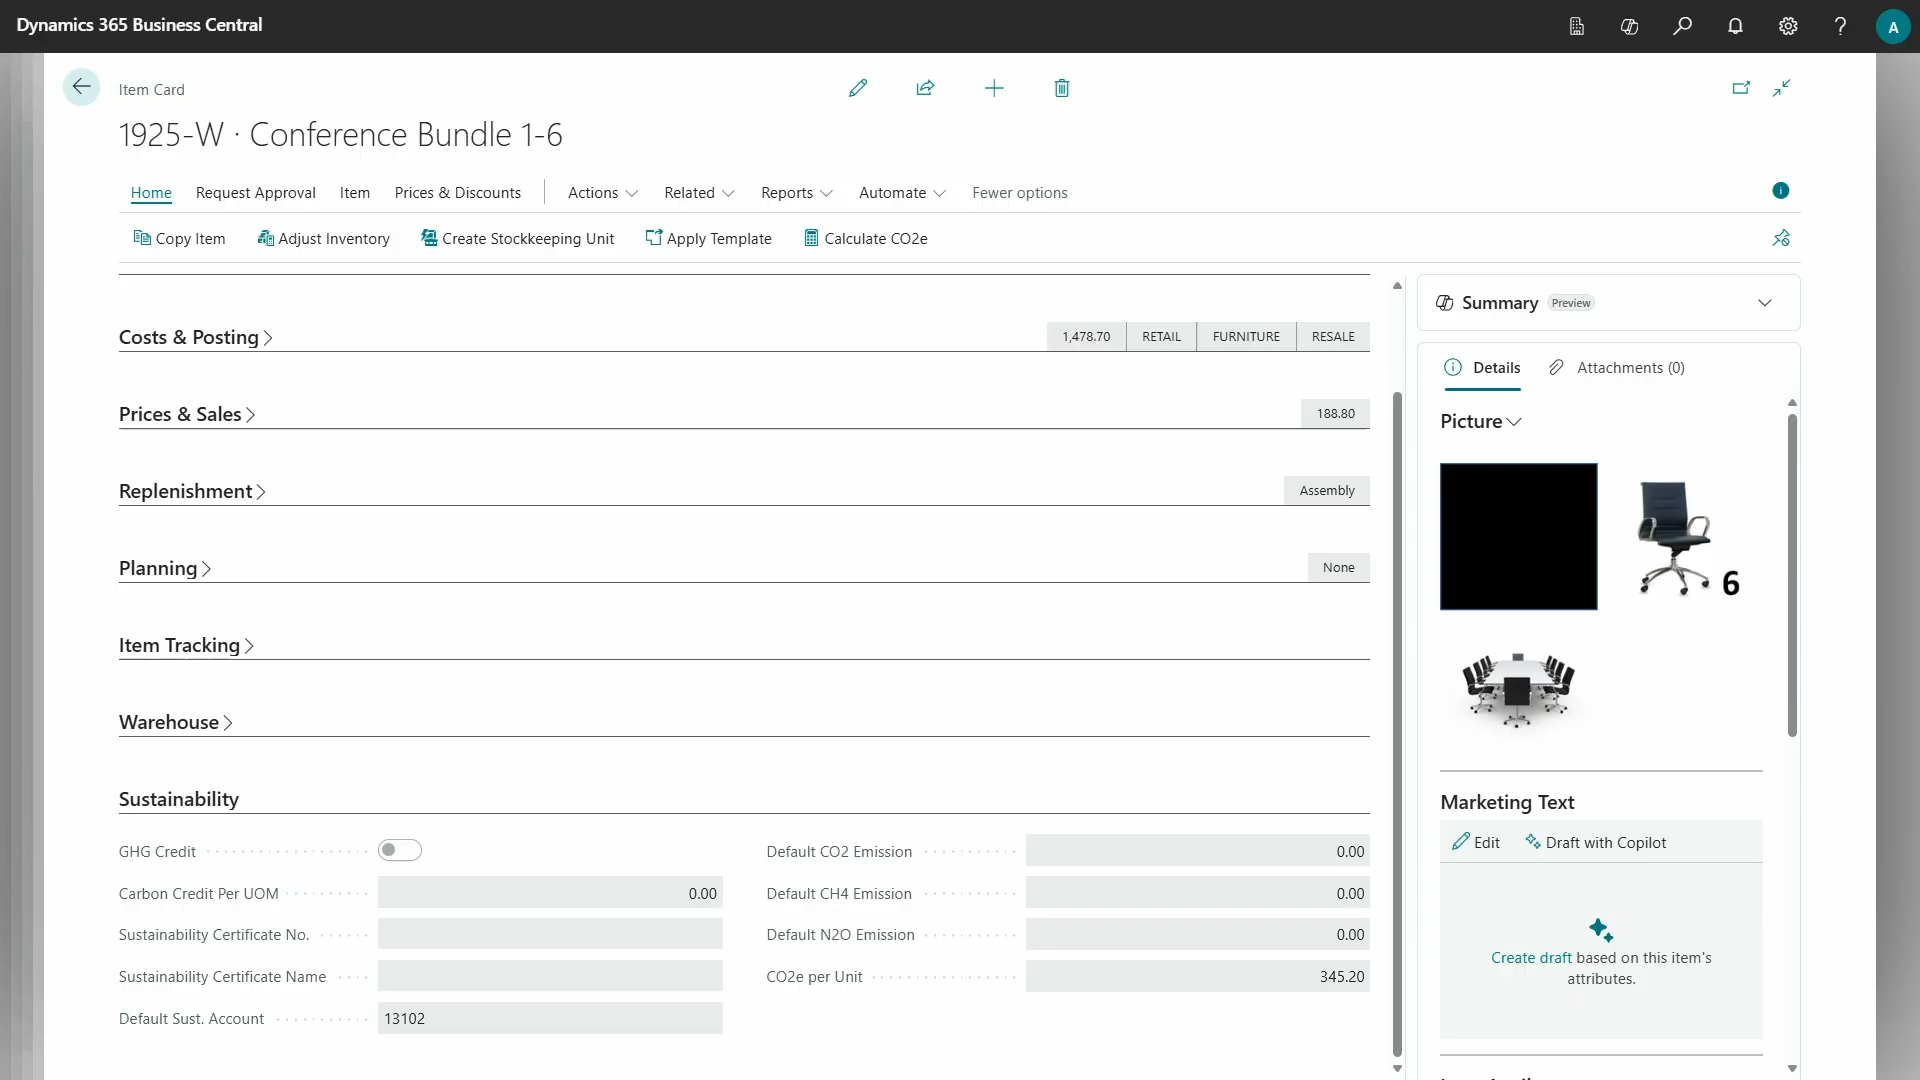 Dynamics 365 Business Central
A
Item Card
1925-W · Conference Bundle 1-6
Home Request Approval Item Prices & Discounts Actions Related Reports Automate Fewer options
Copy Item Adjust Inventory Create Stockkeeping Unit Apply Template Calculate CO2e
Costs & Posting 1,478.70 RETAIL FURNITURE RESALE
Prices & Sales 188.80
Replenishment Assembly
Planning None
Item Tracking
Warehouse
Sustainability
GHG Credit
Carbon Credit Per UOM 0.00
Sustainability Certificate No.
Sustainability Certificate Name
Default Sust. Account 13102
Default CO2 Emission 0.00
Default CH4 Emission 0.00
Default N2O Emission 0.00
CO2e per Unit 345.20
Summary Preview
Details Attachments (0)
Picture
6
Marketing Text
Edit Draft with Copilot
Create draft based on this item's
attributes.